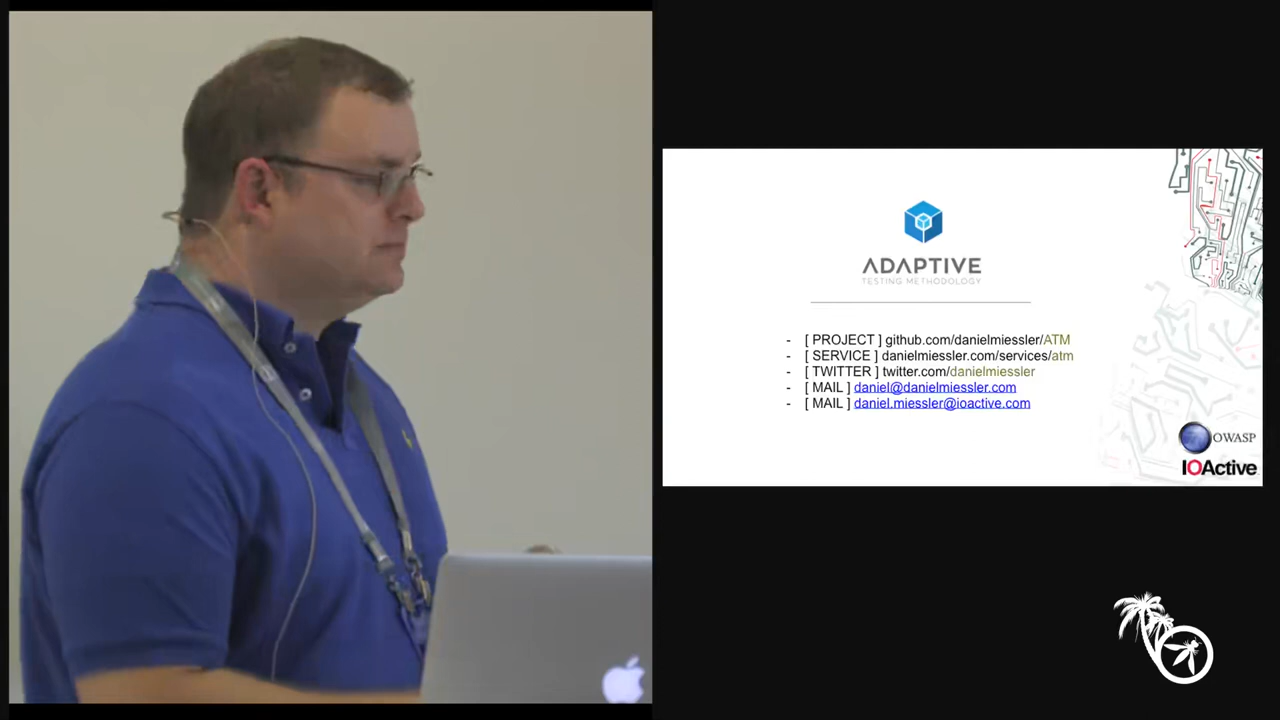 ADAPTIVE
TESTING METHODOLOGY
- [ PROJECT ] github.com/danielmiessler/ATM
- [ SERVICE ] danielmiessler.com/services/atm
- [ TWITTER ] twitter.com/danielmiessler
- [ MAIL ] daniel@danielmiessler.com
- [ MAIL ] daniel.miessler@ioactive.com
OWASP
IOActive